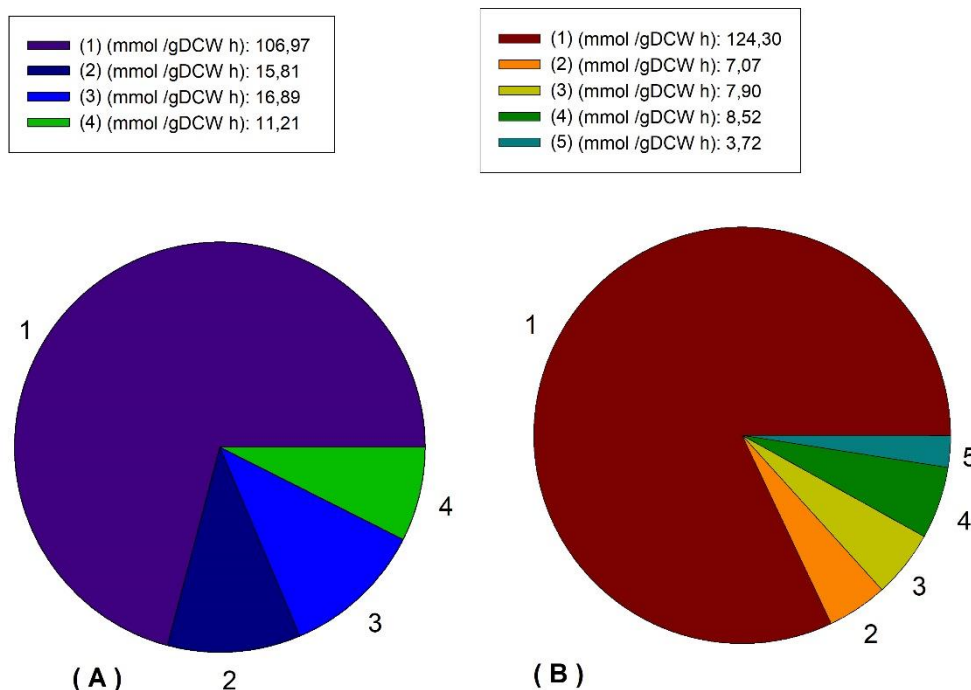 (1) (mmol /gDCW h): 106,97
(2) (mmol /gDCW h): 15,81
(3) (mmol /gDCW h): 16,89
(4) (mmol /gDCW h): 11,21
(1) (mmol /gDCW h): 124,30
(2) (mmol /gDCW h): 7,07
(3) (mmol /gDCW h): 7,90
(4) (mmol /gDCW h): 8,52
(5) (mmol /gDCW h): 3,72
1
4
3
2
( A )
1
5
4
3
2
( B )